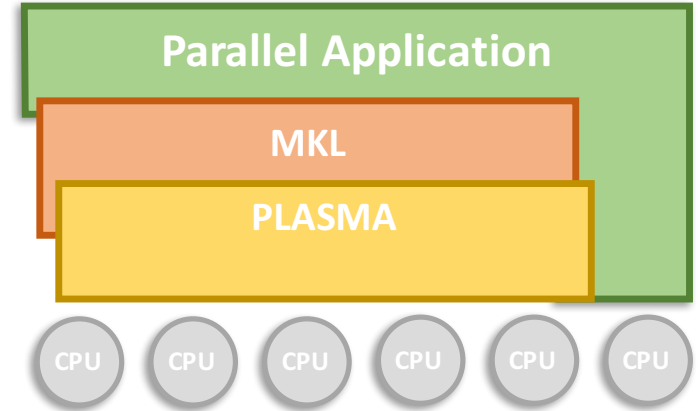 Parallel Application
MKL
PLASMA
CPU CPU CPU CPU CPU CPU